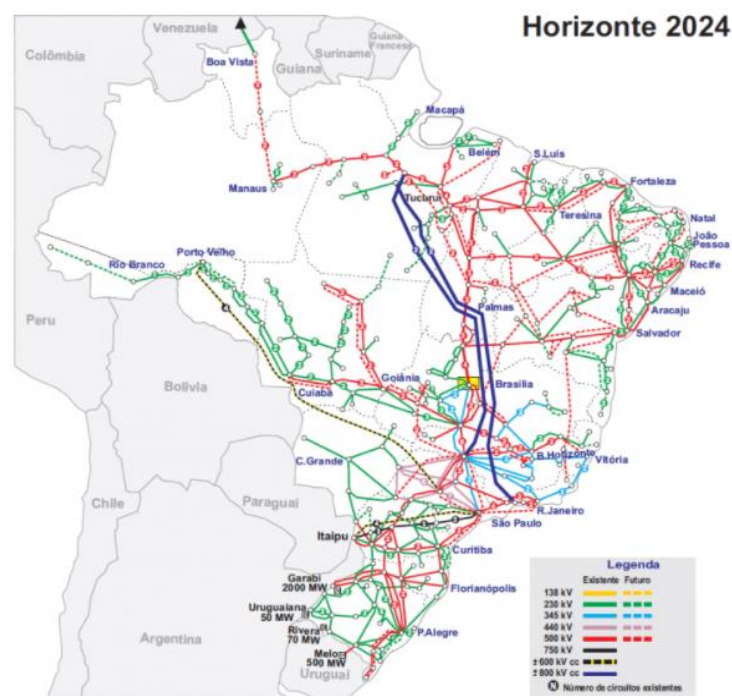 Horizonte 2024
Venezuela
Colômbia
Guiana
Suriname
Guiana
Francesa
Boa Vista
Macapá
Belém
S.Luis
Manaus
Tucuruí
Fortaleza
Teresina
Natal
João
Pessoa
Recife
Maceió
Aracaju
Salvador
Porto Velho
Rio Branco
Palmas
Peru
Bolívia
Goiânia
Brasília
Cuiabá
C.Grande
B.Horizonte
Vitória
Chile
Paraguai
R.Janeiro
São Paulo
Itaipu
Curitiba
Garabi
2000 MW
Florianópolis
Uruguaiana
50 MW
Rivera
70 MW
P.Alegre
Melo
500 MW
Argentina
Uruguai
Legenda
Existente Futuro
138 kV
230 kV
345 kV
440 kV
500 kV
750 kV
±600 kV cc
±800 kV cc
N Número de circuitos existentes